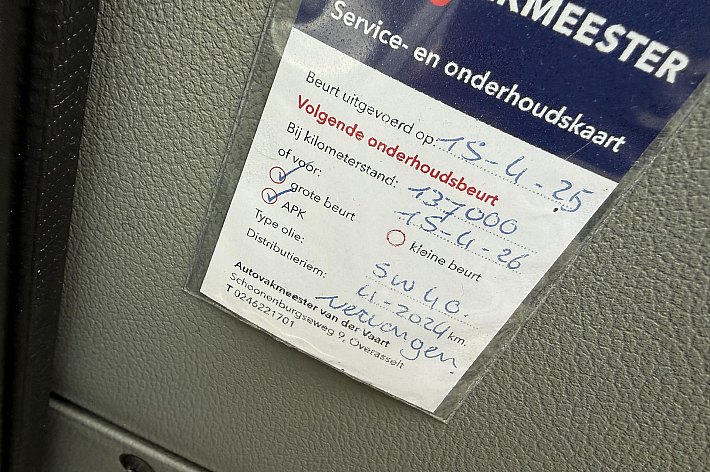 KMEESTER
Service- en onderhoudskaart
Beurt uitgevoerd op: 15-4-25
Volgende onderhoudsbeurt
Bij kilometerstand: 137000
of vóór: 15-4-26
grote beurt kleine beurt
APK
Type olie: 5W40.
Distributieriem: 4-2024 km.
vervangen
Autovakmeester van der Vaart
Schoonenburgseweg 9, Overasselt
T 0246221701